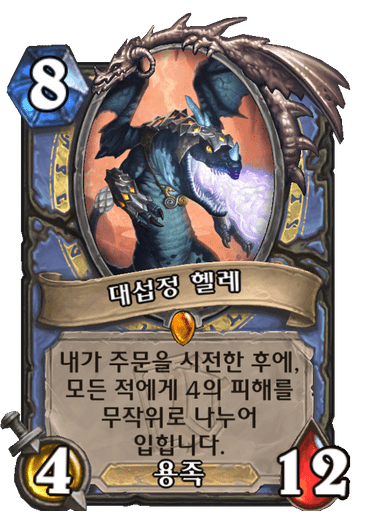 8
대섭정 헬레
내가 주문을 시전한 후에,
모든 적에게 4의 피해를
무작위로 나누어
입힙니다.
4
용족
12